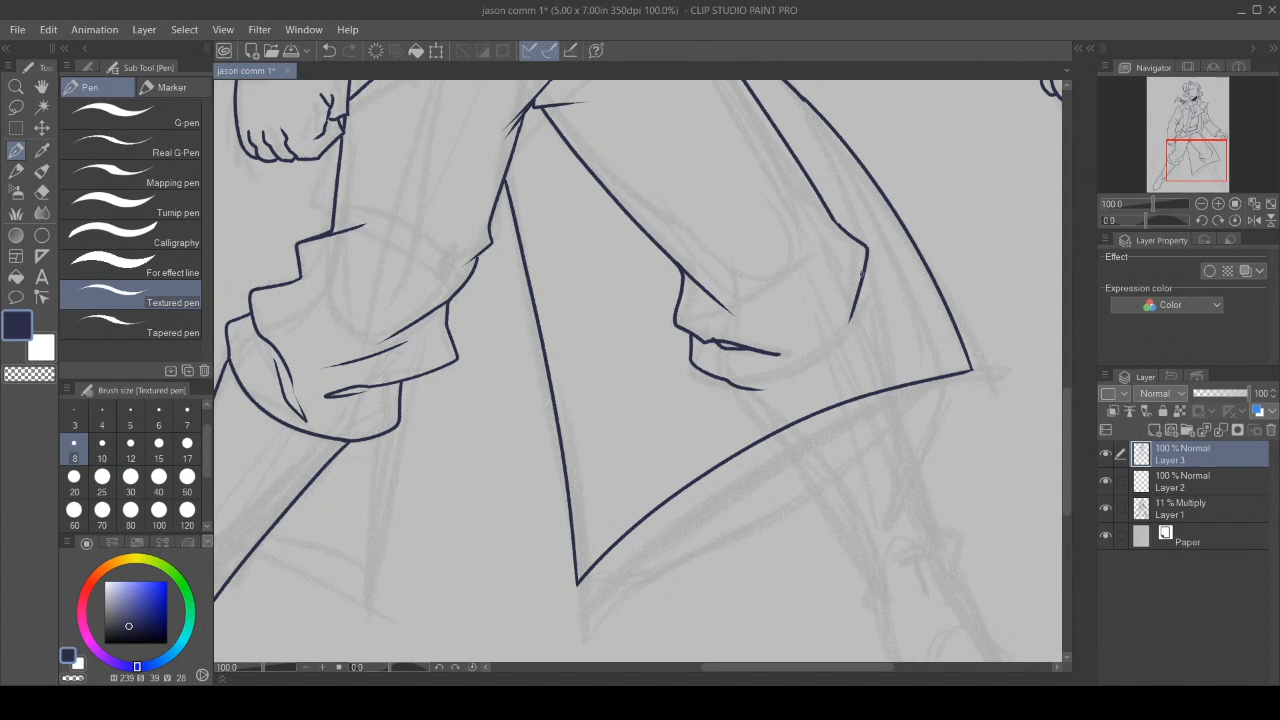 jason comm 1* (5.00 x 7.00in 350dpi 100.0%) - CLIP STUDIO PAINT PRO
File Edit Animation Layer Select View Filter Window Help
Too Sub Tool [Pen]
jason comm 1*
Navigator
Pen
Marker
G-pen
Real G-Pen
Mapping pen
Turnip pen
Calligraphy
For effect line
Textured pen
Tapered pen
Brush size [Textured pen]
3 4 5 6 7
8 10 12 15 17
20 25 30 40 50
60 70 80 100 120
H 239 S 39 V 28
100.0
0.0
100.0
0.0
Layer Property
Effect
Expression color
Color
Layer
Normal
100
100 % Normal
Layer 3
100 % Normal
Layer 2
11 % Multiply
Layer 1
Paper